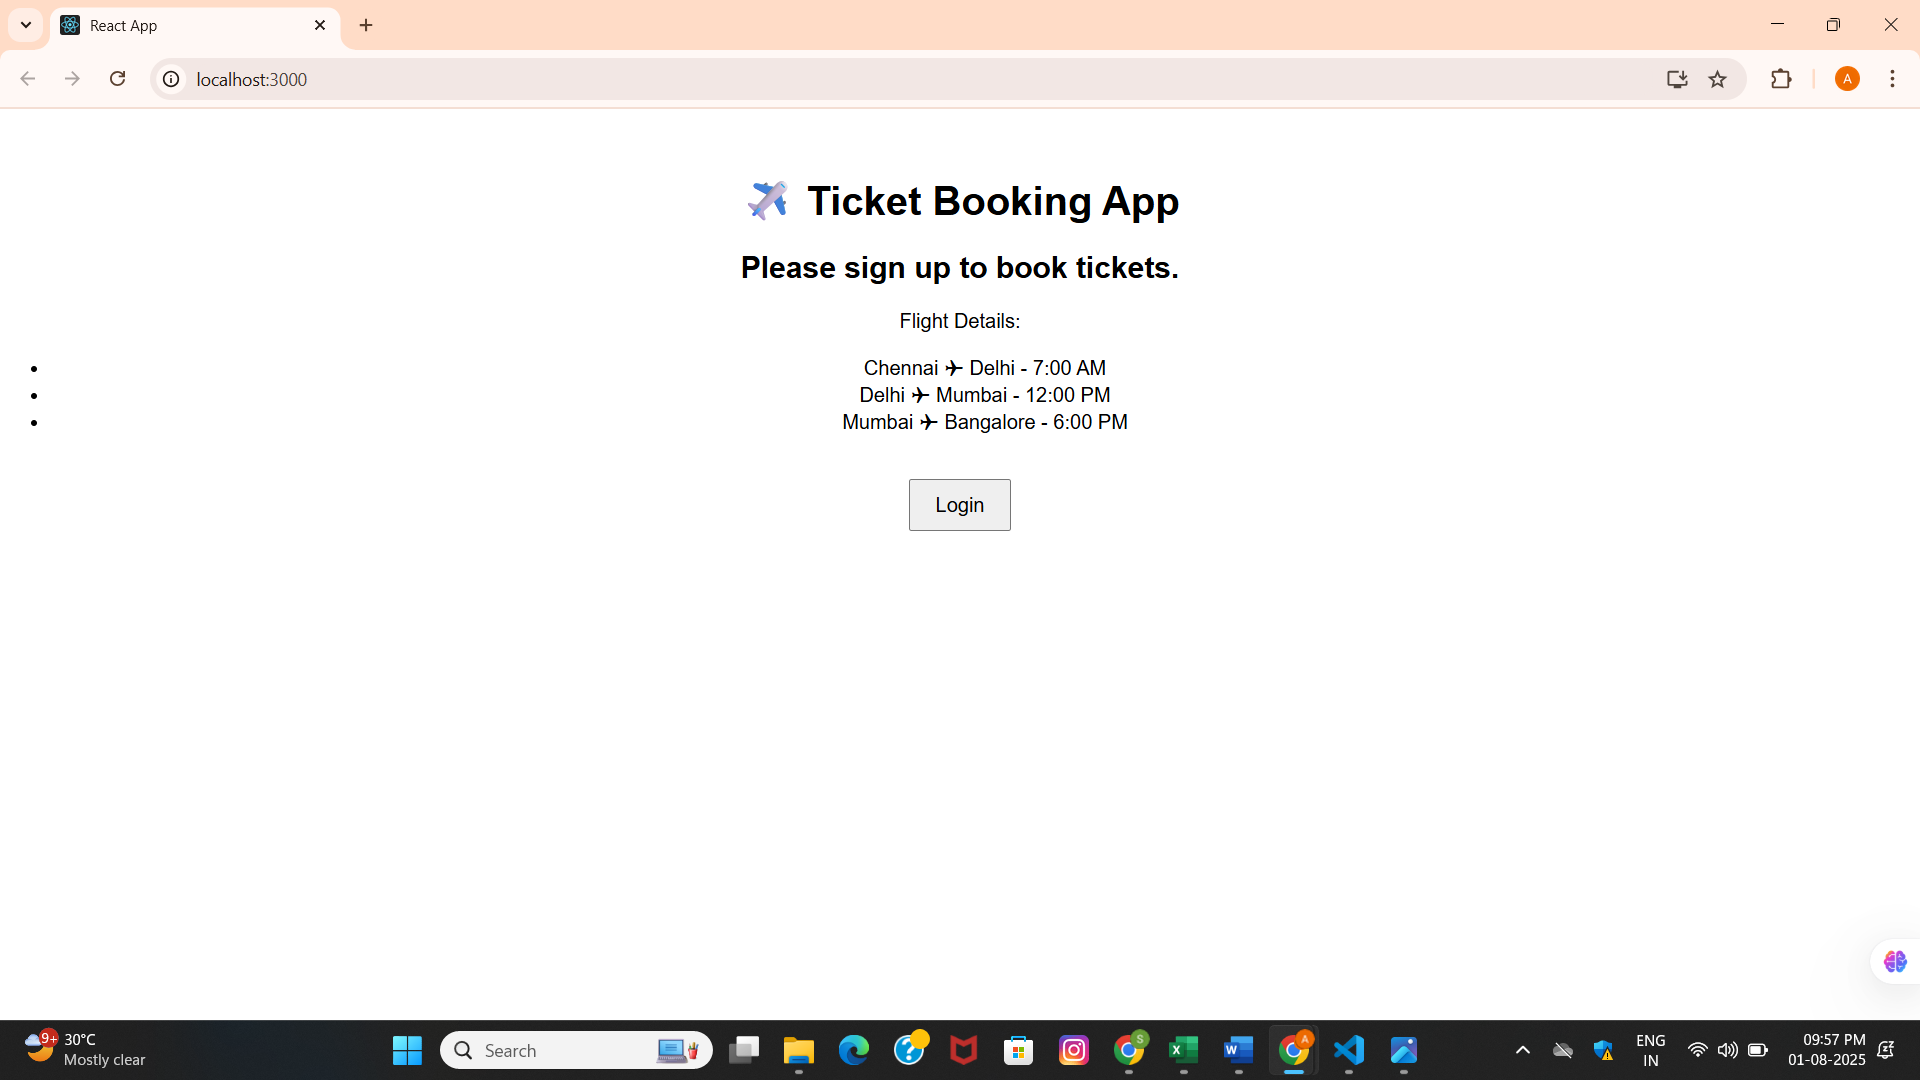 React App
localhost:3000
A
✈️ Ticket Booking App
Please sign up to book tickets.
Flight Details:
• Chennai ✈ Delhi - 7:00 AM
• Delhi ✈ Mumbai - 12:00 PM
• Mumbai ✈ Bangalore - 6:00 PM
Login
9+
30°C
Mostly clear
Search
S
A
ENG
IN
09:57 PM
01-08-2025